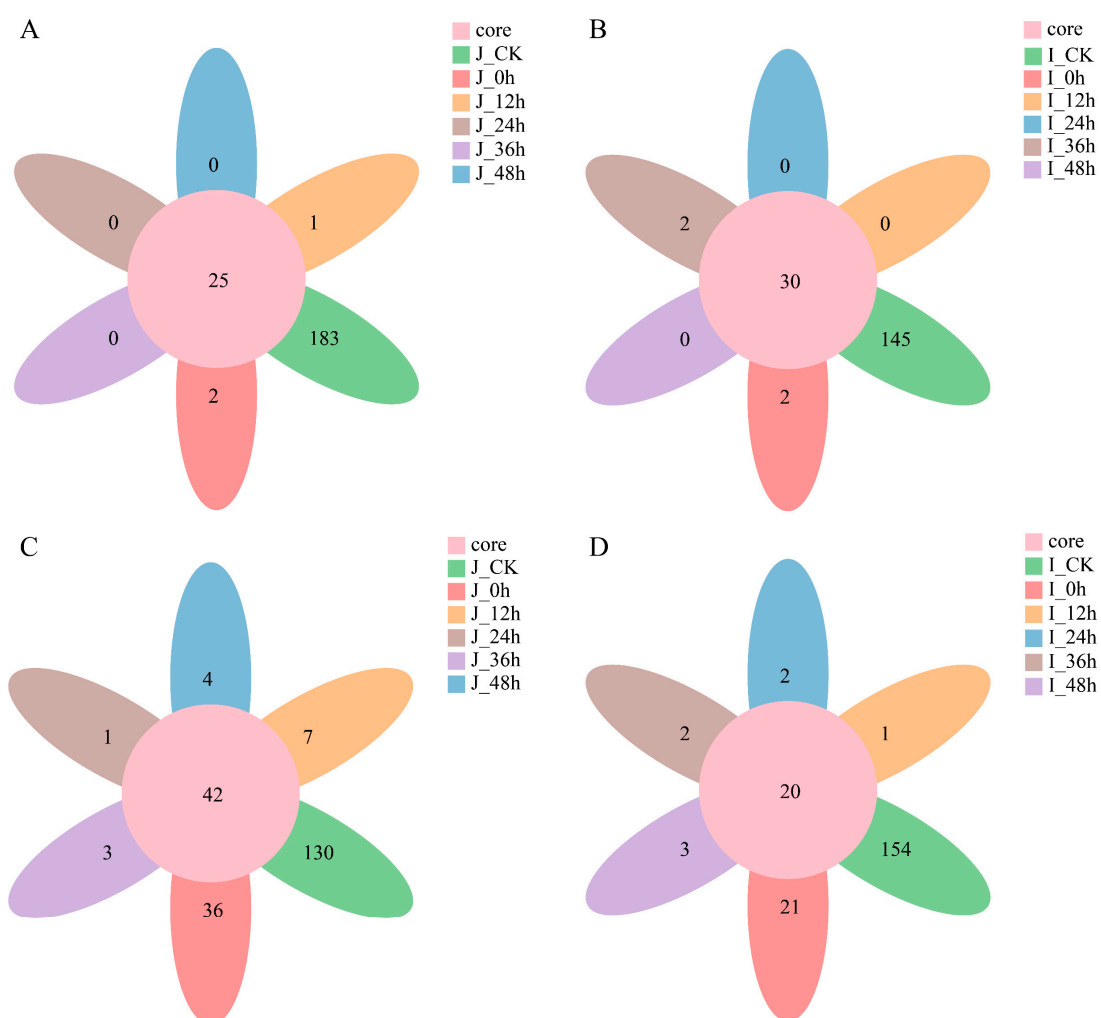 A
core
J_CK
J_0h
J_12h
J_24h
J_36h
J_48h
0
0
1
25
0
183
2
B
core
I_CK
I_0h
I_12h
I_24h
I_36h
I_48h
0
2
0
30
0
145
2
C
core
J_CK
J_0h
J_12h
J_24h
J_36h
J_48h
4
1
7
42
3
130
36
D
core
I_CK
I_0h
I_12h
I_24h
I_36h
I_48h
2
2
1
20
3
154
21